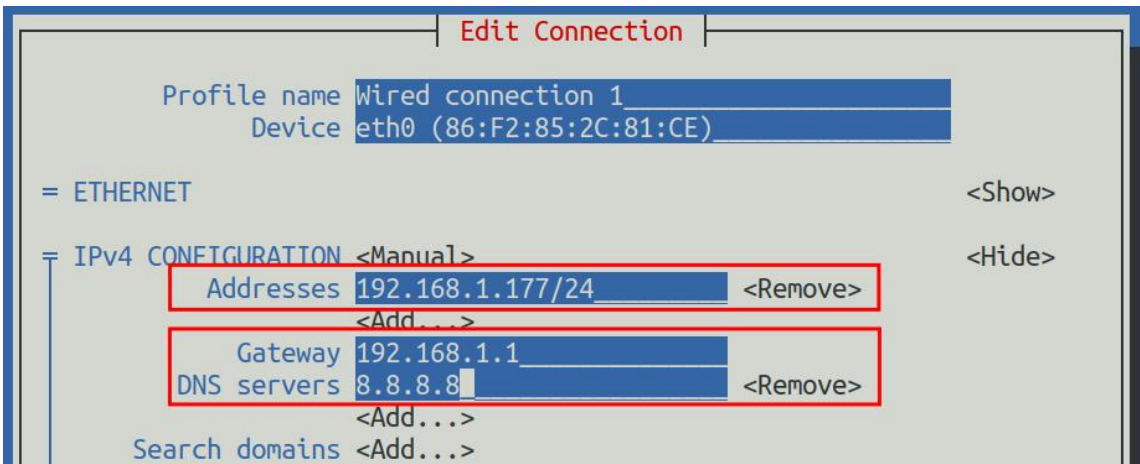 Edit Connection
Profile name Wired connection 1
Device eth0 (86:F2:85:2C:81:CE)
= ETHERNET <Show>
IPv4 CONFIGURATION <Manual> <Hide>
Addresses 192.168.1.177/24 <Remove>
<Add...>
Gateway 192.168.1.1
DNS servers 8.8.8.8 <Remove>
<Add...>
Search domains <Add...>